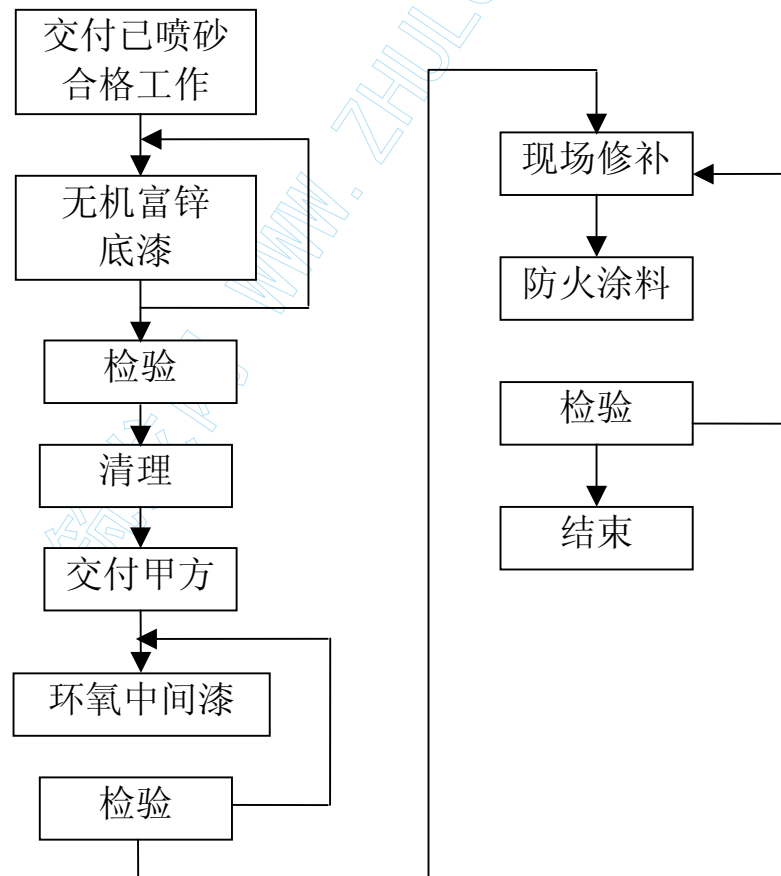 交付已喷砂
合格工作
无机富锌
底漆
检验
清理
交付甲方
环氧中间漆
检验
现场修补
防火涂料
检验
结束
WWW. ZHUL